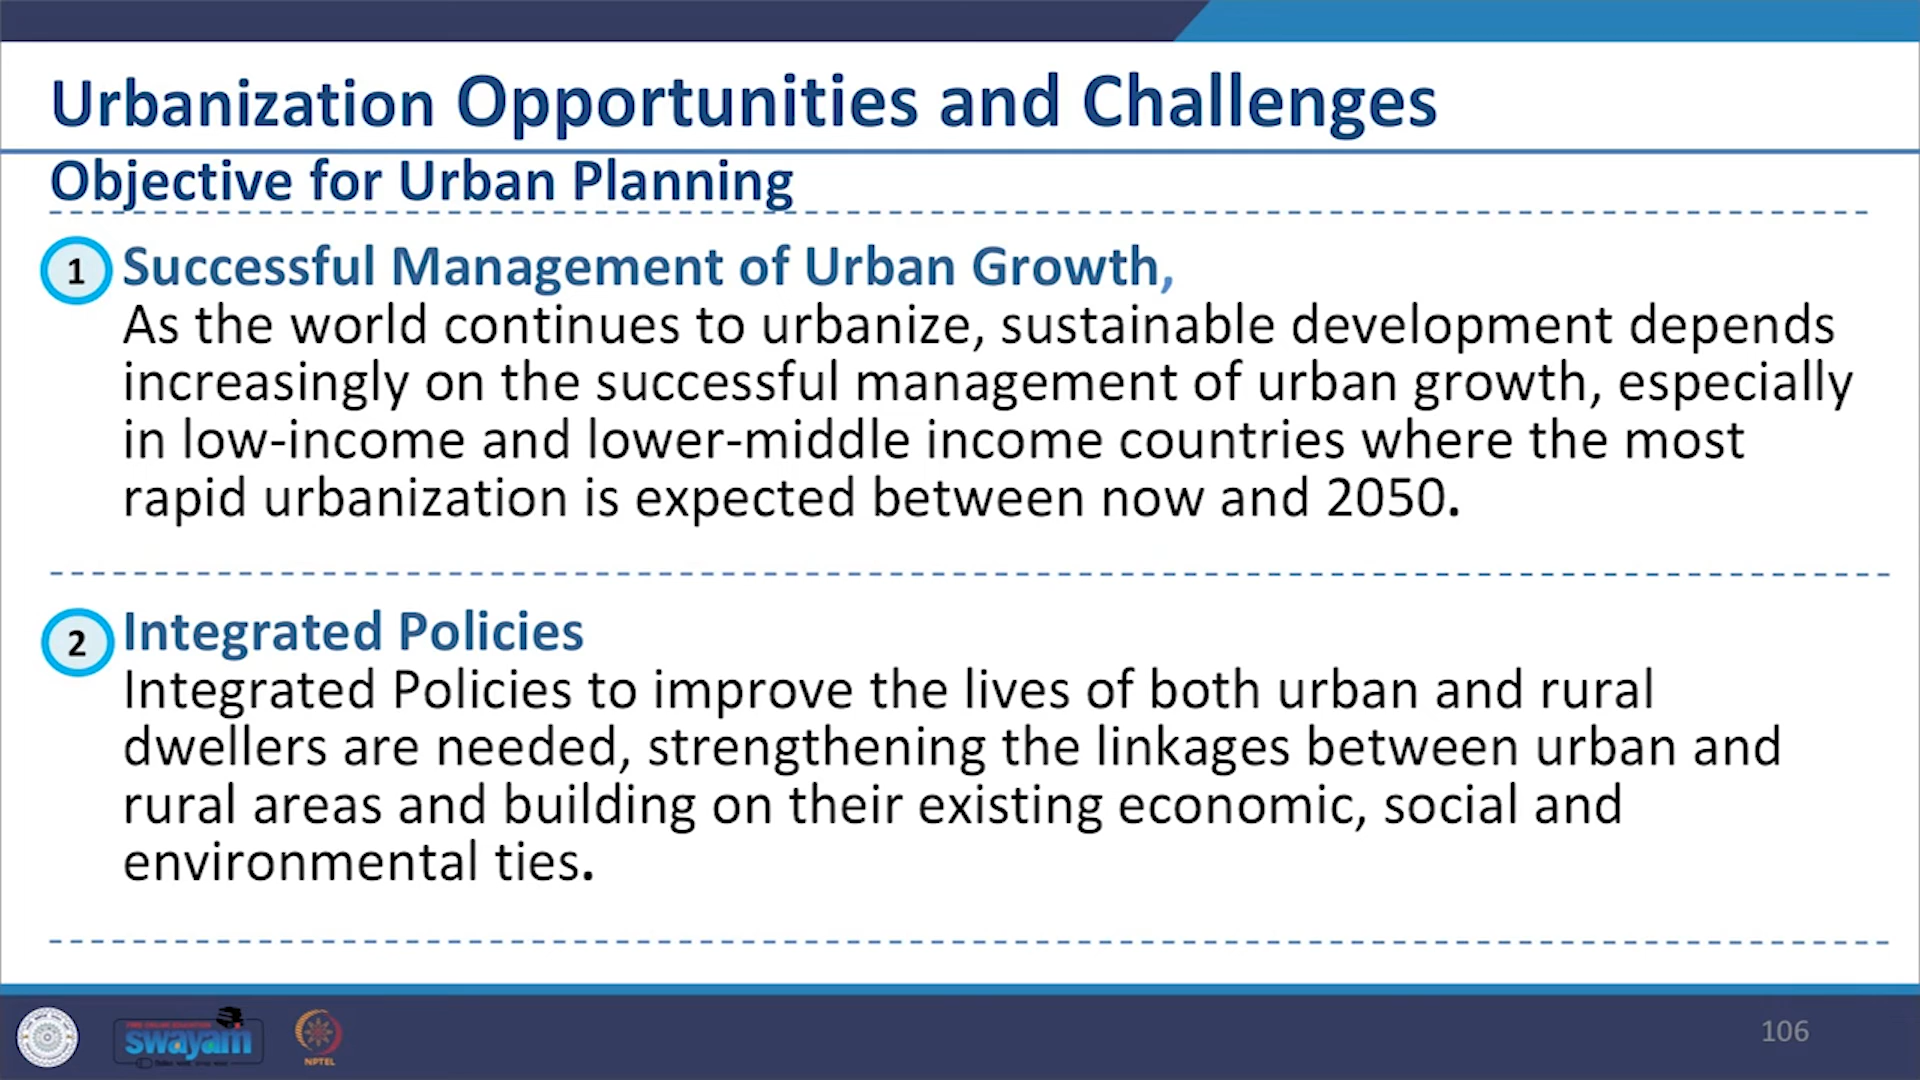 Urbanization Opportunities and Challenges
Objective for Urban Planning
1 Successful Management of Urban Growth,
As the world continues to urbanize, sustainable development depends
increasingly on the successful management of urban growth, especially
in low-income and lower-middle income countries where the most
rapid urbanization is expected between now and 2050.
2 Integrated Policies
Integrated Policies to improve the lives of both urban and rural
dwellers are needed, strengthening the linkages between urban and
rural areas and building on their existing economic, social and
environmental ties.
swayam
NPTEL
106